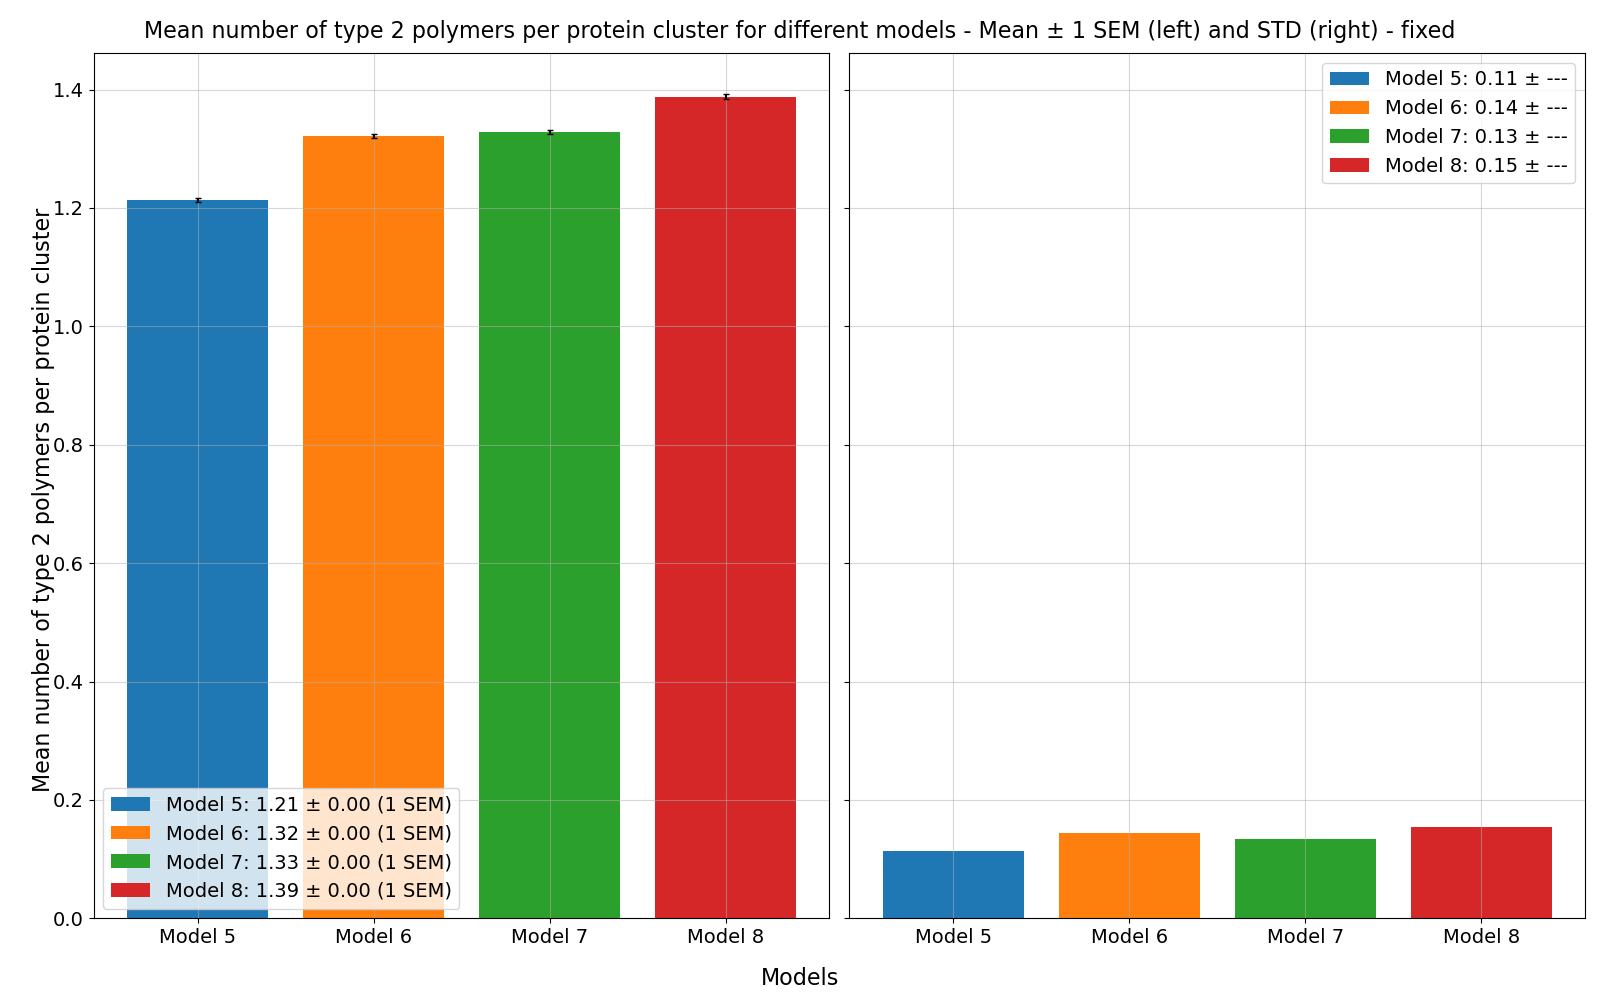 Mean number of type 2 polymers per protein cluster for different models - Mean ± 1 SEM (left) and STD (right) - fixed
Mean number of type 2 polymers per protein cluster
1.4
1.2
1.0
0.8
0.6
0.4
0.2
0.0
Model 5: 1.21 ± 0.00 (1 SEM)
Model 6: 1.32 ± 0.00 (1 SEM)
Model 7: 1.33 ± 0.00 (1 SEM)
Model 8: 1.39 ± 0.00 (1 SEM)
Model 5 Model 6 Model 7 Model 8
Model 5: 0.11 ± ---
Model 6: 0.14 ± ---
Model 7: 0.13 ± ---
Model 8: 0.15 ± ---
Model 5 Model 6 Model 7 Model 8
Models